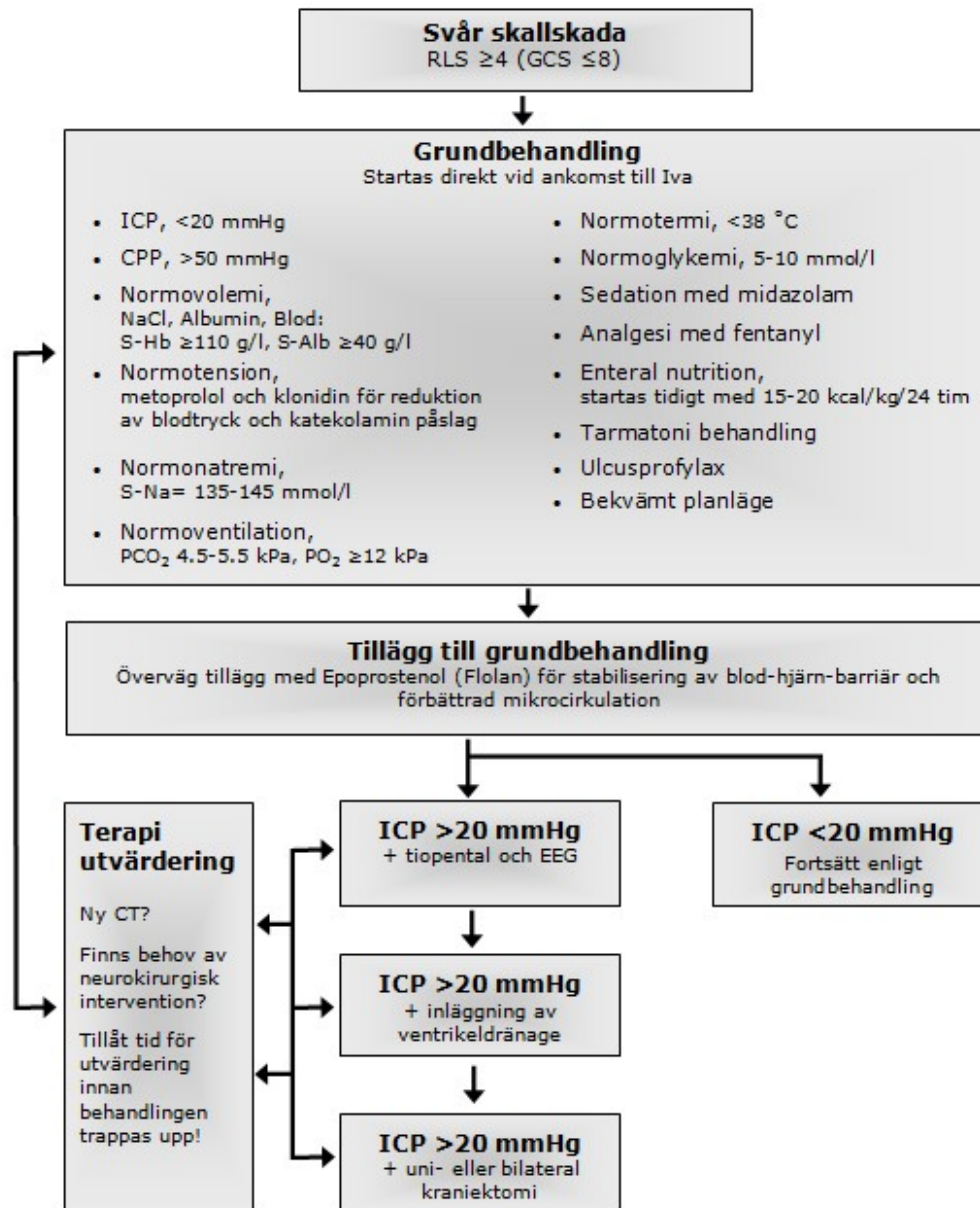 Svår skallskada
RLS ≥4 (GCS ≤8)
Grundbehandling
Startas direkt vid ankomst till Iva
• ICP, <20 mmHg
• CPP, >50 mmHg
• Normovolemi,
NaCl, Albumin, Blod:
S-Hb ≥110 g/l, S-Alb ≥40 g/l
• Normotension,
metoprolol och klonidin för reduktion
av blodtryck och katekolamin påslag
• Normonatremi,
S-Na= 135-145 mmol/l
• Normoventilation,
PCO₂ 4.5-5.5 kPa, PO₂ ≥12 kPa
• Normotermi, <38 °C
• Normoglykemi, 5-10 mmol/l
• Sedation med midazolam
• Analgesi med fentanyl
• Enteral nutrition,
startas tidigt med 15-20 kcal/kg/24 tim
• Tarmatoni behandling
• Ulcusprofylax
• Bekvämt planläge
Tillägg till grundbehandling
Överväg tillägg med Epoprostenol (Flolan) för stabilisering av blod-hjärn-barriär och
förbättrad mikrocirkulation
Terapi
utvärdering
Ny CT?
Finns behov av
neurokirurgisk
intervention?
Tillåt tid för
utvärdering
innan
behandlingen
trappas upp!
ICP >20 mmHg
+ tiopental och EEG
ICP >20 mmHg
+ inläggning av
ventrikeldränage
ICP >20 mmHg
+ uni- eller bilateral
kraniektomi
ICP <20 mmHg
Fortsätt enligt
grundbehandling